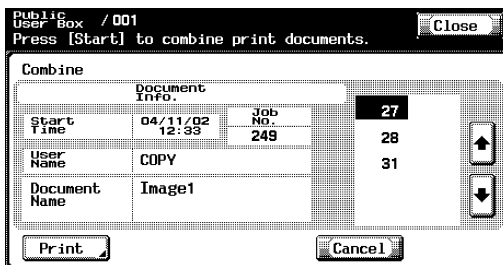 Public
User Box / 001
Close
Press [Start] to combine print documents.
Combine
Document
Info.
Start
Time
04/11/02
12:33
Job
No.
249
User
Name
COPY
Document
Name
Image1
27
28
31
Print
Cancel